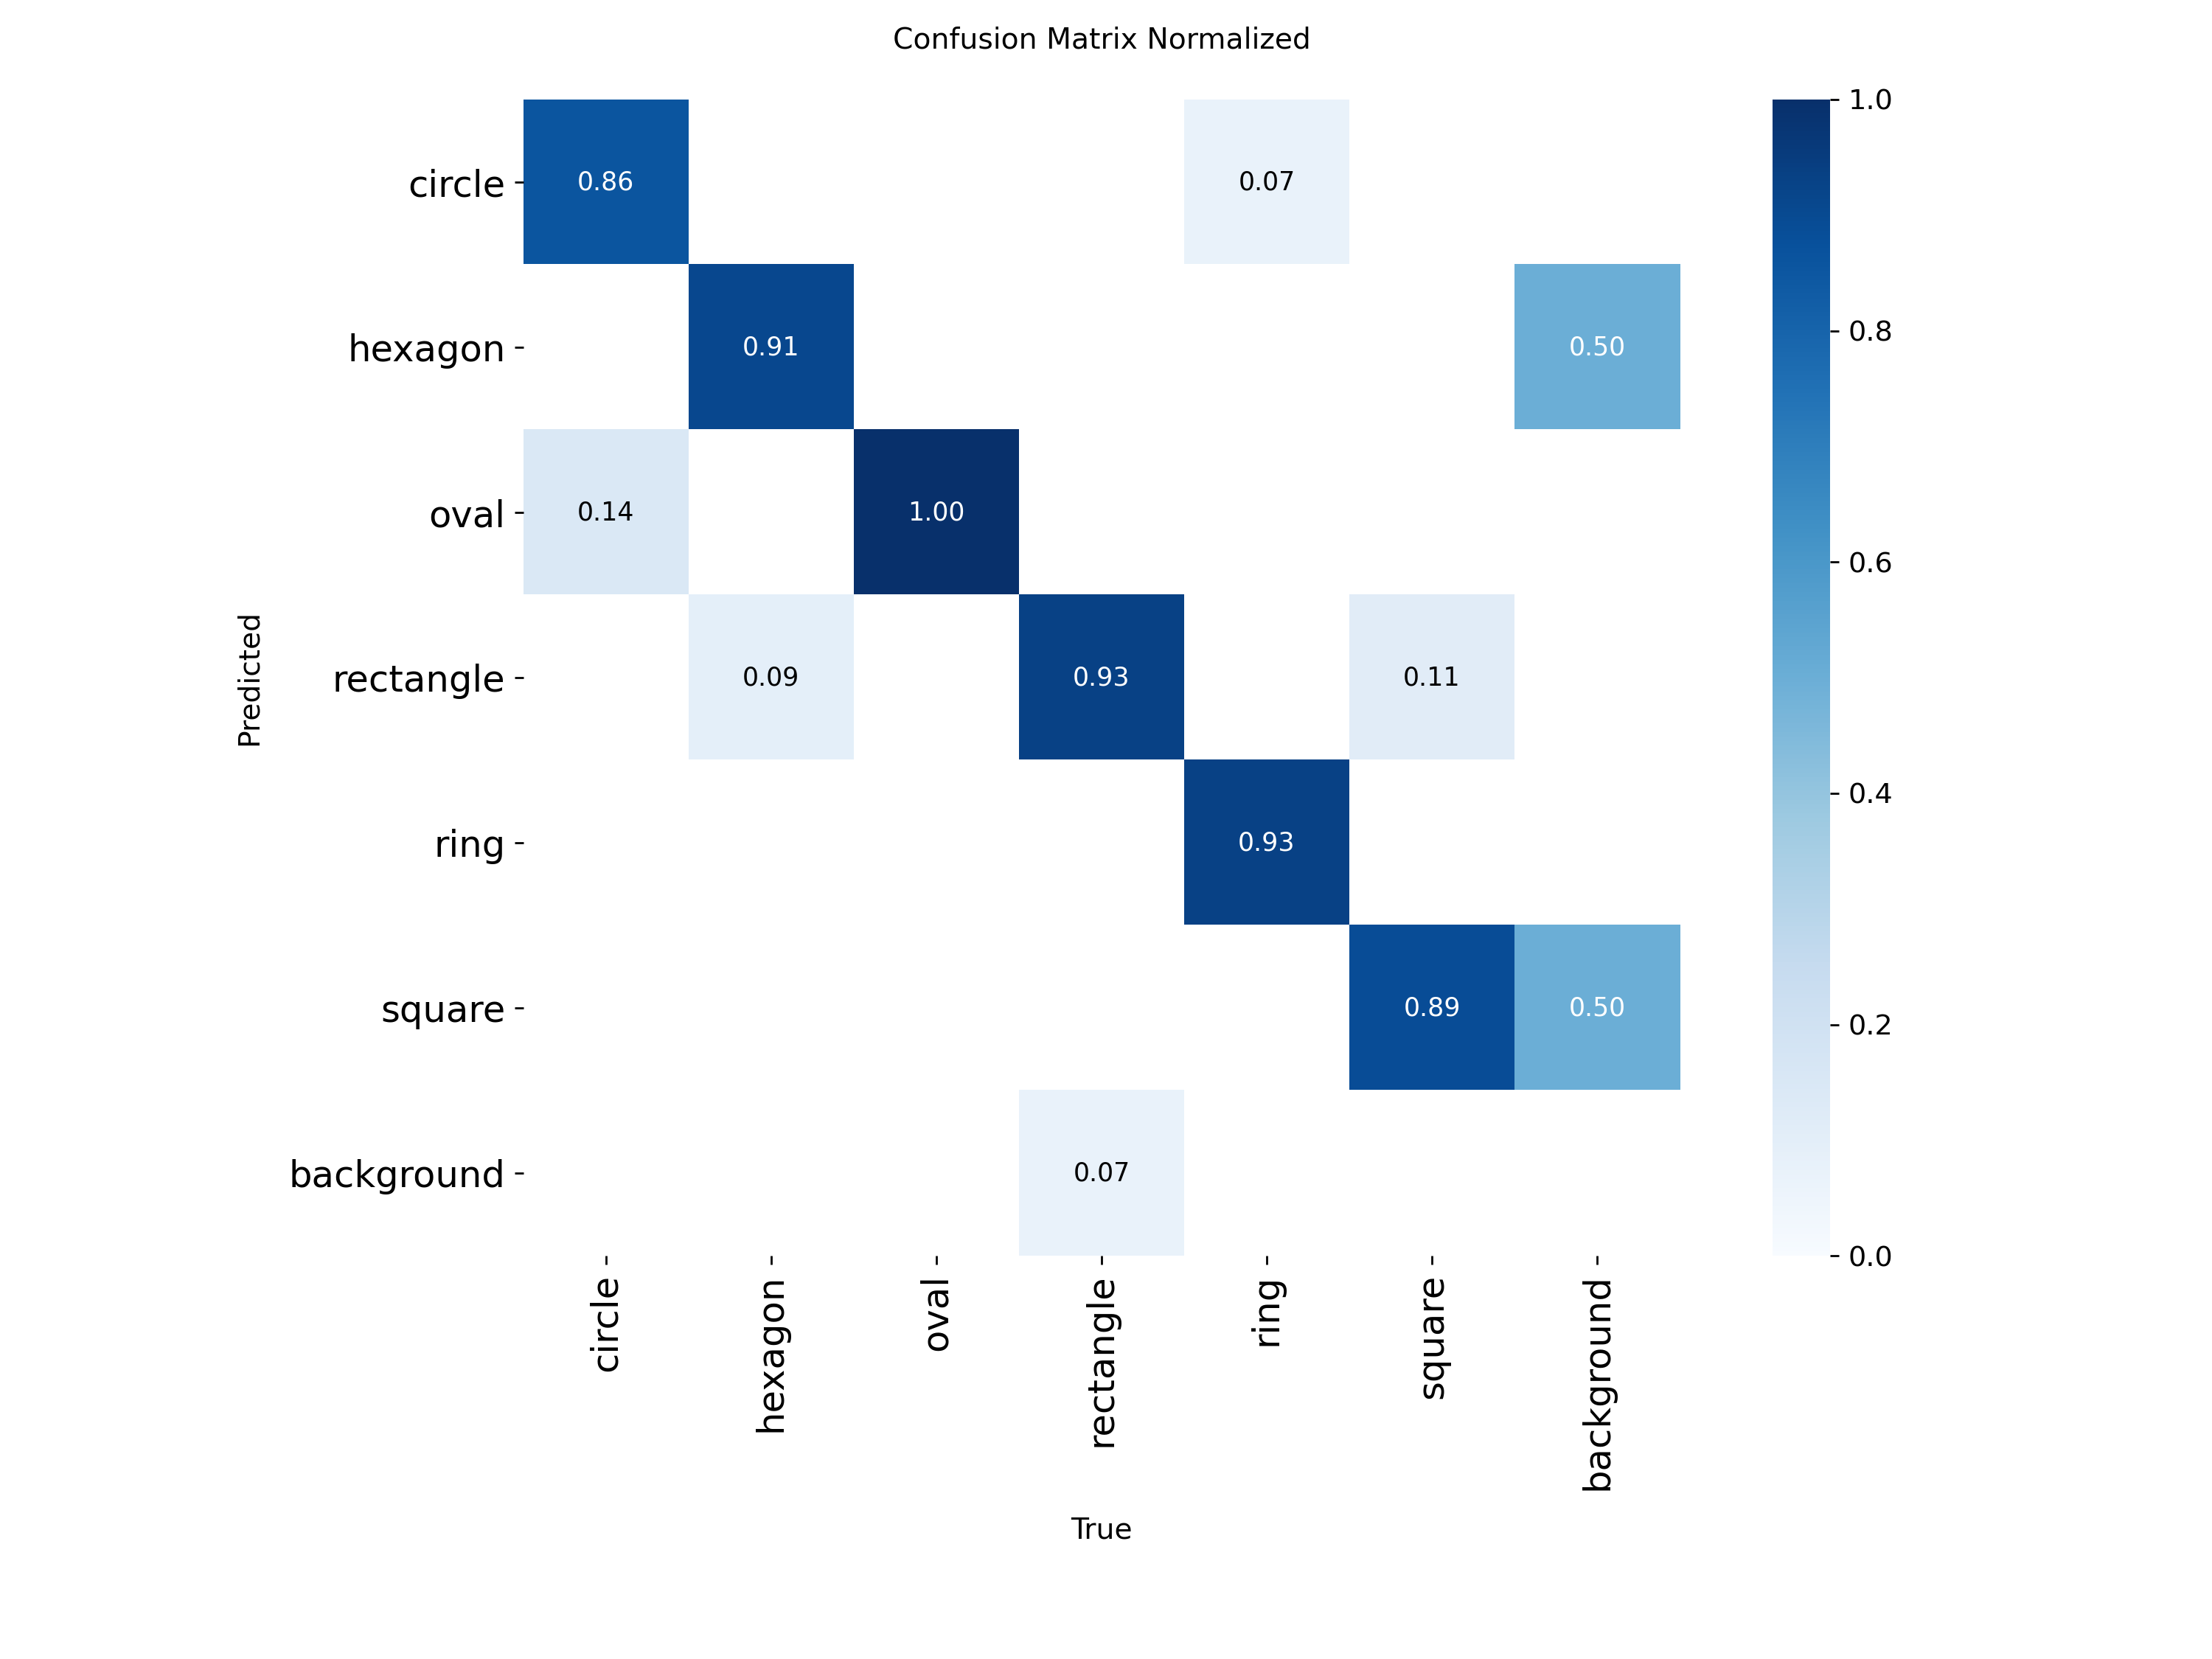 Confusion Matrix Normalized
1.0
circle
0.86
0.07
0.8
hexagon
0.91
0.50
0.6
oval
0.14
1.00
rectangle
0.09
0.93
0.11
Predicted
0.4
ring
0.93
0.2
square
0.89
0.50
background
0.07
0.0
circle
hexagon
oval
rectangle
ring
square
background
True